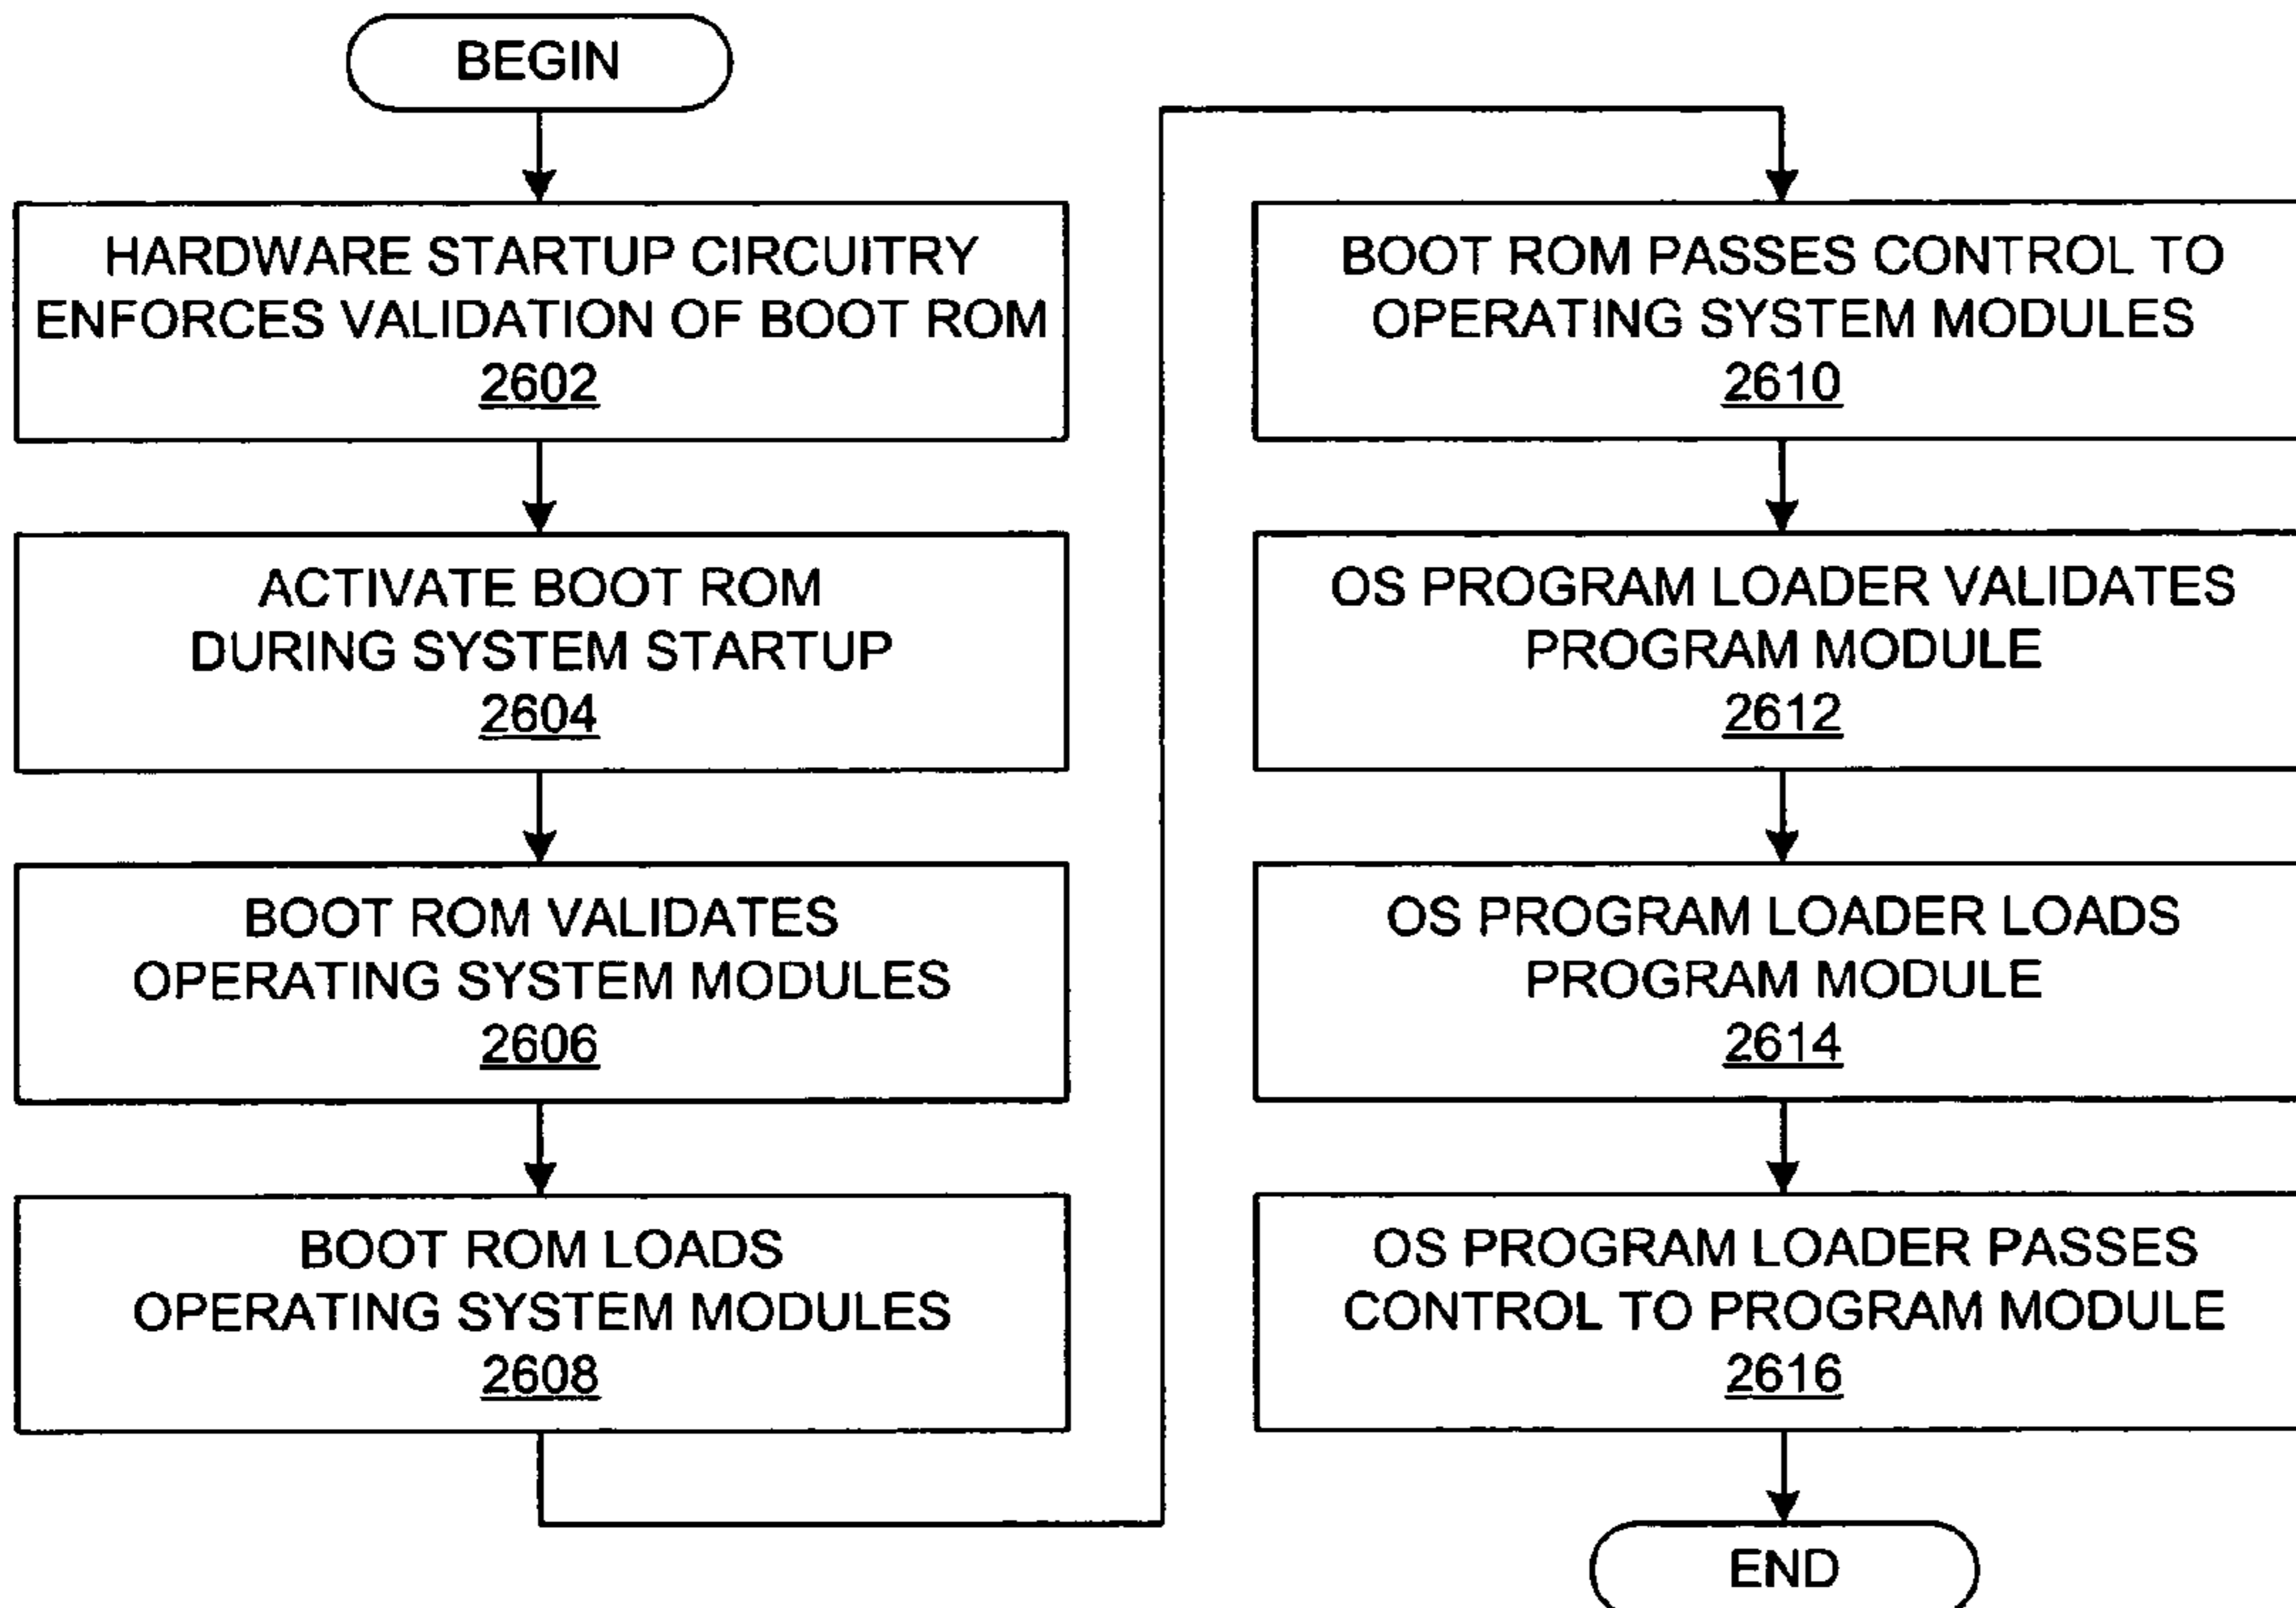 BEGIN
HARDWARE STARTUP CIRCUITRY
ENFORCES VALIDATION OF BOOT ROM
2602
ACTIVATE BOOT ROM
DURING SYSTEM STARTUP
2604
BOOT ROM VALIDATES
OPERATING SYSTEM MODULES
2606
BOOT ROM LOADS
OPERATING SYSTEM MODULES
2608
BOOT ROM PASSES CONTROL TO
OPERATING SYSTEM MODULES
2610
OS PROGRAM LOADER VALIDATES
PROGRAM MODULE
2612
OS PROGRAM LOADER LOADS
PROGRAM MODULE
2614
OS PROGRAM LOADER PASSES
CONTROL TO PROGRAM MODULE
2616
END